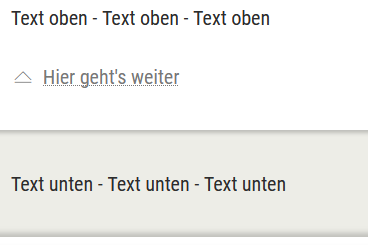 Text oben - Text oben - Text oben
Hier geht's weiter
Text unten - Text unten - Text unten